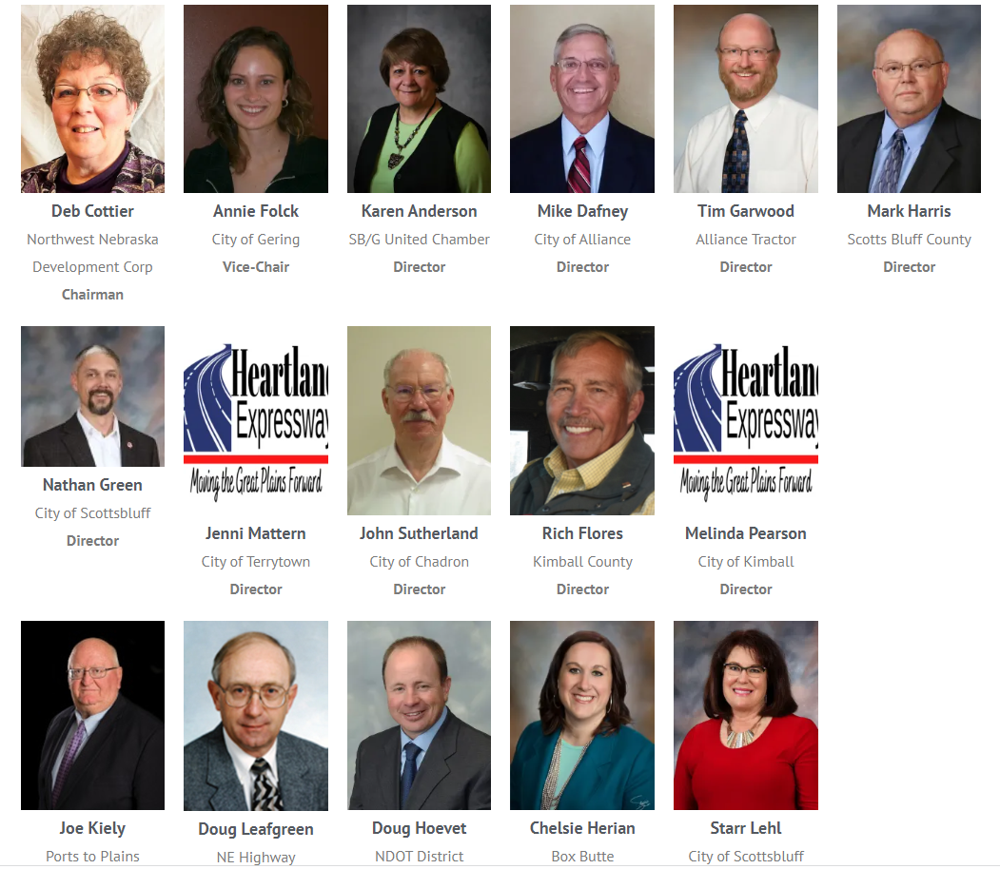 Deb Cottier
Northwest Nebraska
Development Corp
Chairman
Annie Folck
City of Gering
Vice-Chair
Karen Anderson
SB/G United Chamber
Director
Mike Dafney
City of Alliance
Director
Tim Garwood
Alliance Tractor
Director
Mark Harris
Scotts Bluff County
Director
Nathan Green
City of Scottsbluff
Director
Heartlan
Expressway
Moving the Great Plains Forward
Jenni Mattern
City of Terrytown
Director
John Sutherland
City of Chadron
Director
Rich Flores
Kimball County
Director
Heartlan
Expressway
Moving the Great Plains Forward
Melinda Pearson
City of Kimball
Director
Joe Kiely
Ports to Plains
Doug Leafgreen
NE Highway
Doug Hoevet
NDOT District
Chelsie Herian
Box Butte
Starr Lehl
City of Scottsbluff